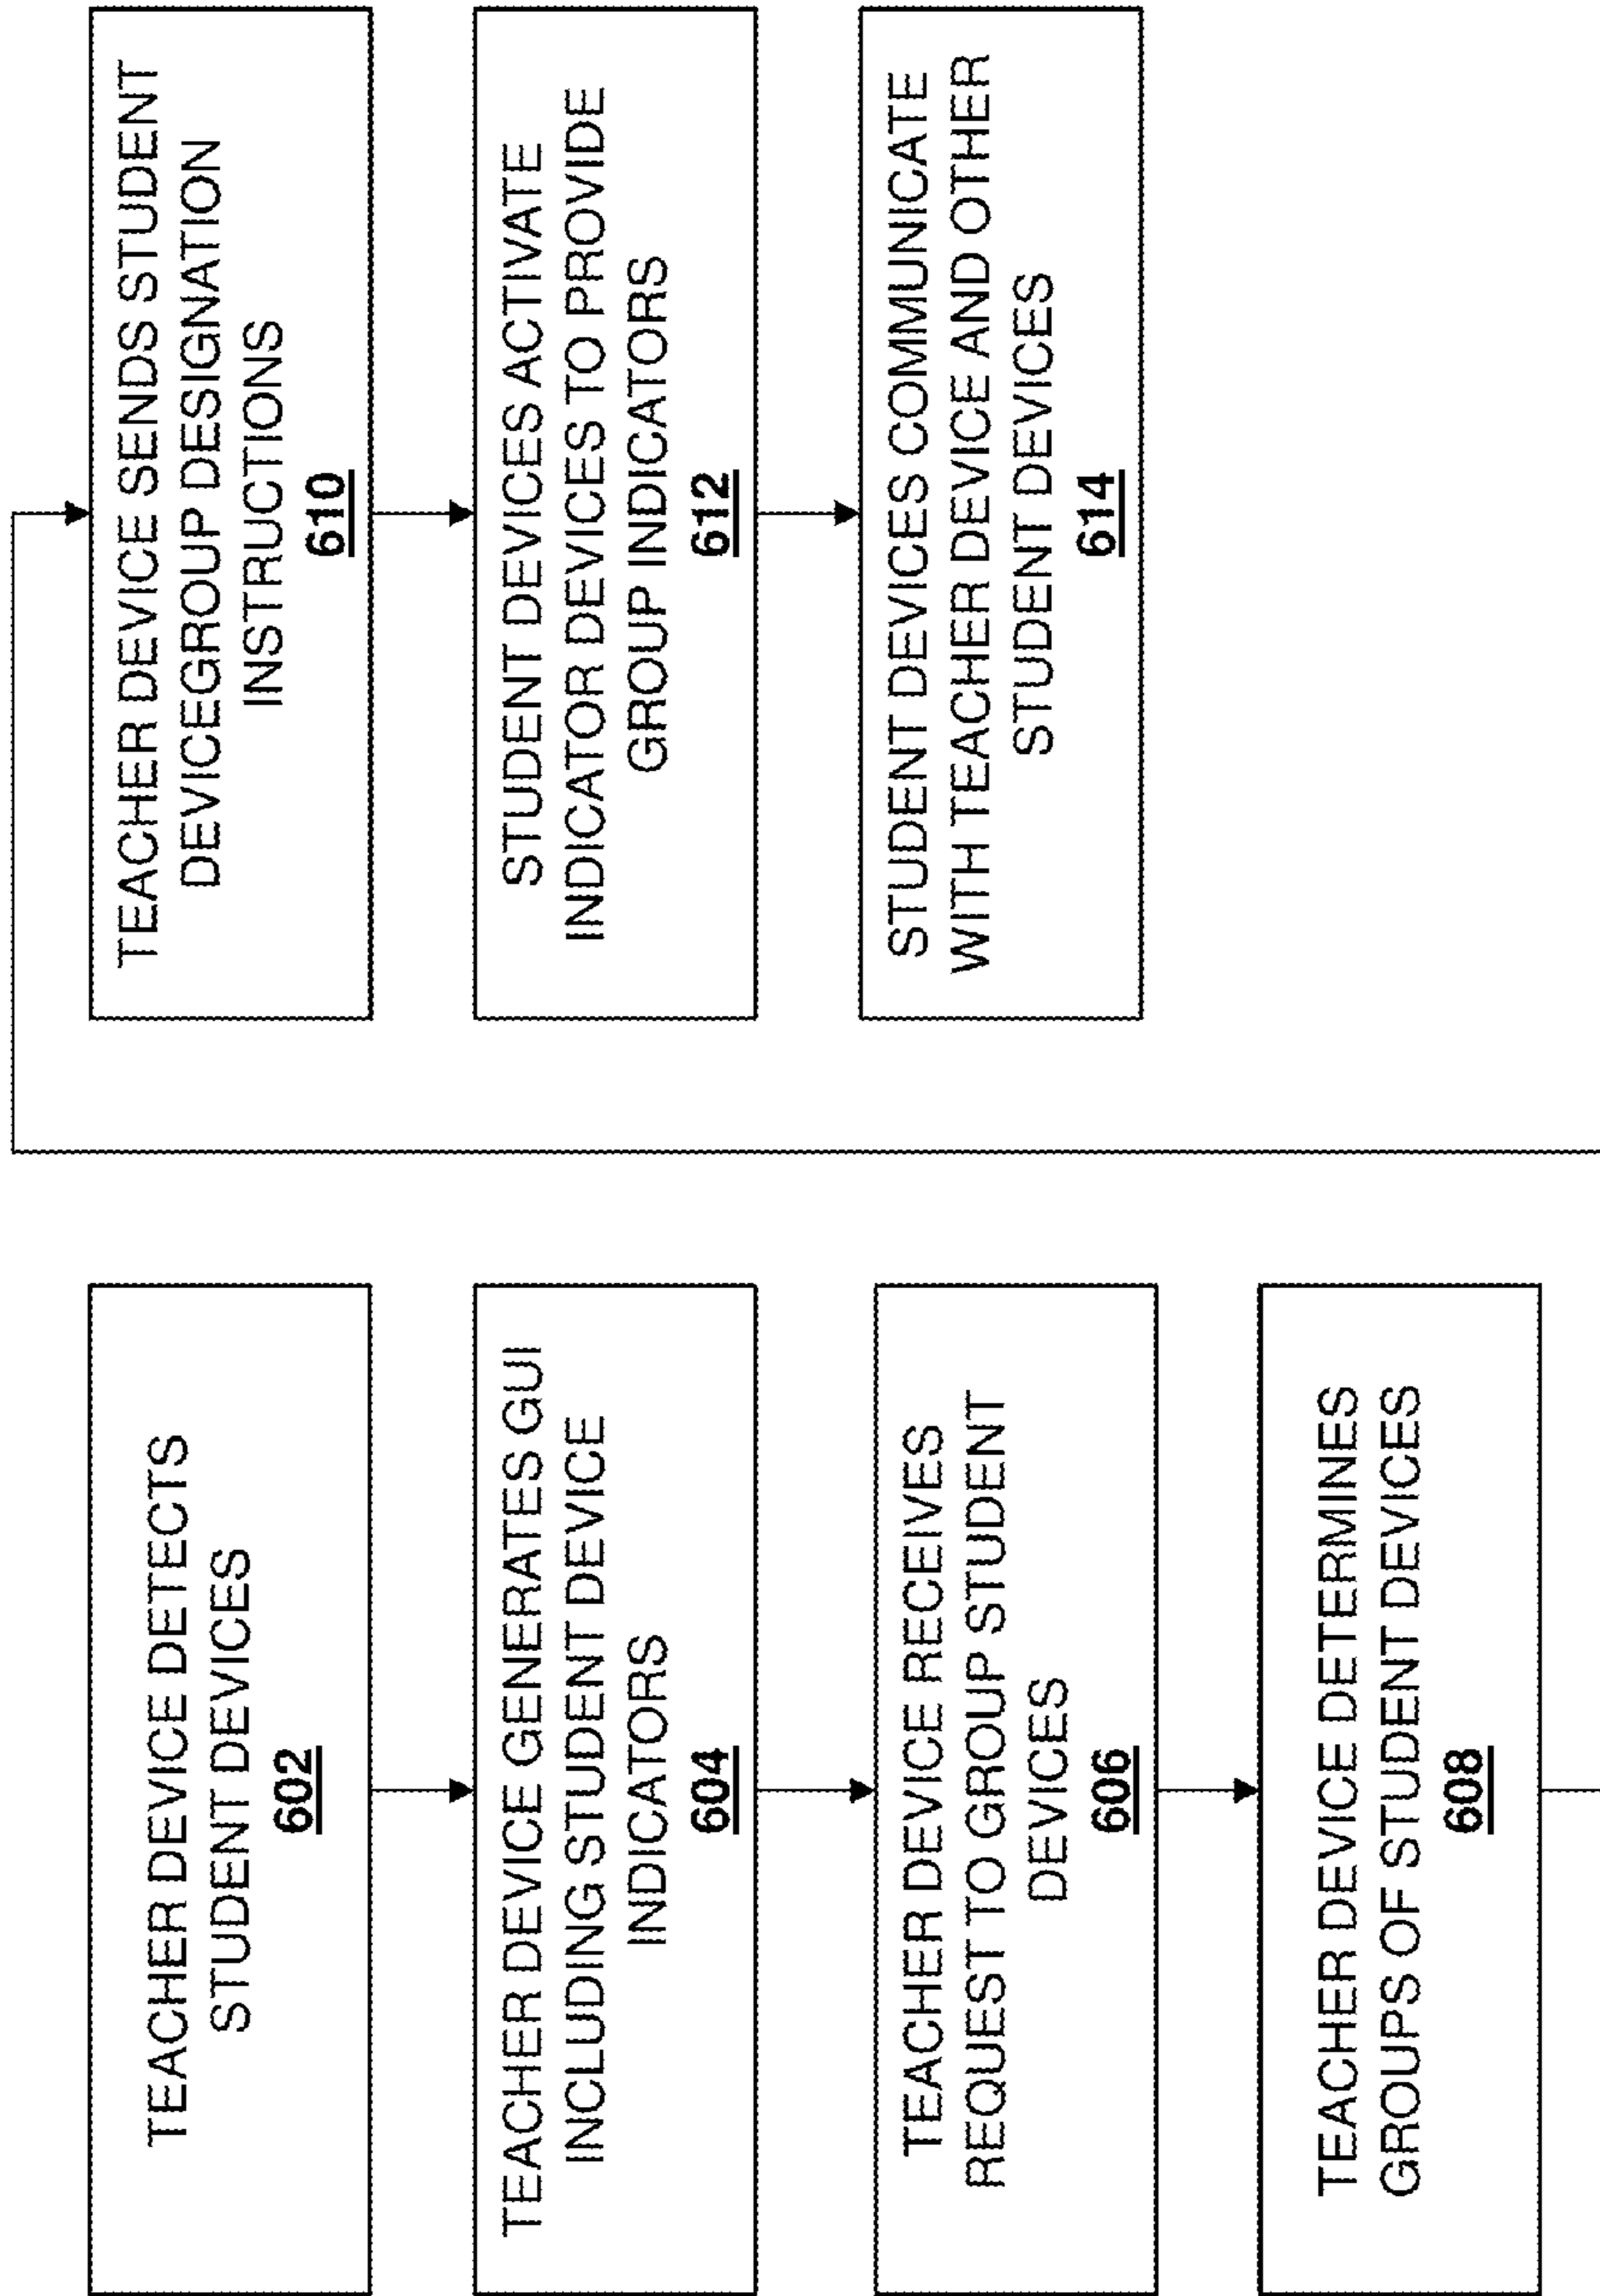 TEACHER DEVICE DETECTS
STUDENT DEVICES
602
TEACHER DEVICE GENERATES GUI
INCLUDING STUDENT DEVICE
INDICATORS
604
TEACHER DEVICE RECEIVES
REQUEST TO GROUP STUDENT
DEVICES
606
TEACHER DEVICE DETERMINES
GROUPS OF STUDENT DEVICES
608
TEACHER DEVICE SENDS STUDENT
DEVICEGROUP DESIGNATION
INSTRUCTIONS
610
STUDENT DEVICES ACTIVATE
INDICATOR DEVICES TO PROVIDE
GROUP INDICATORS
612
STUDENT DEVICES COMMUNICATE
WITH TEACHER DEVICE AND OTHER
STUDENT DEVICES
614